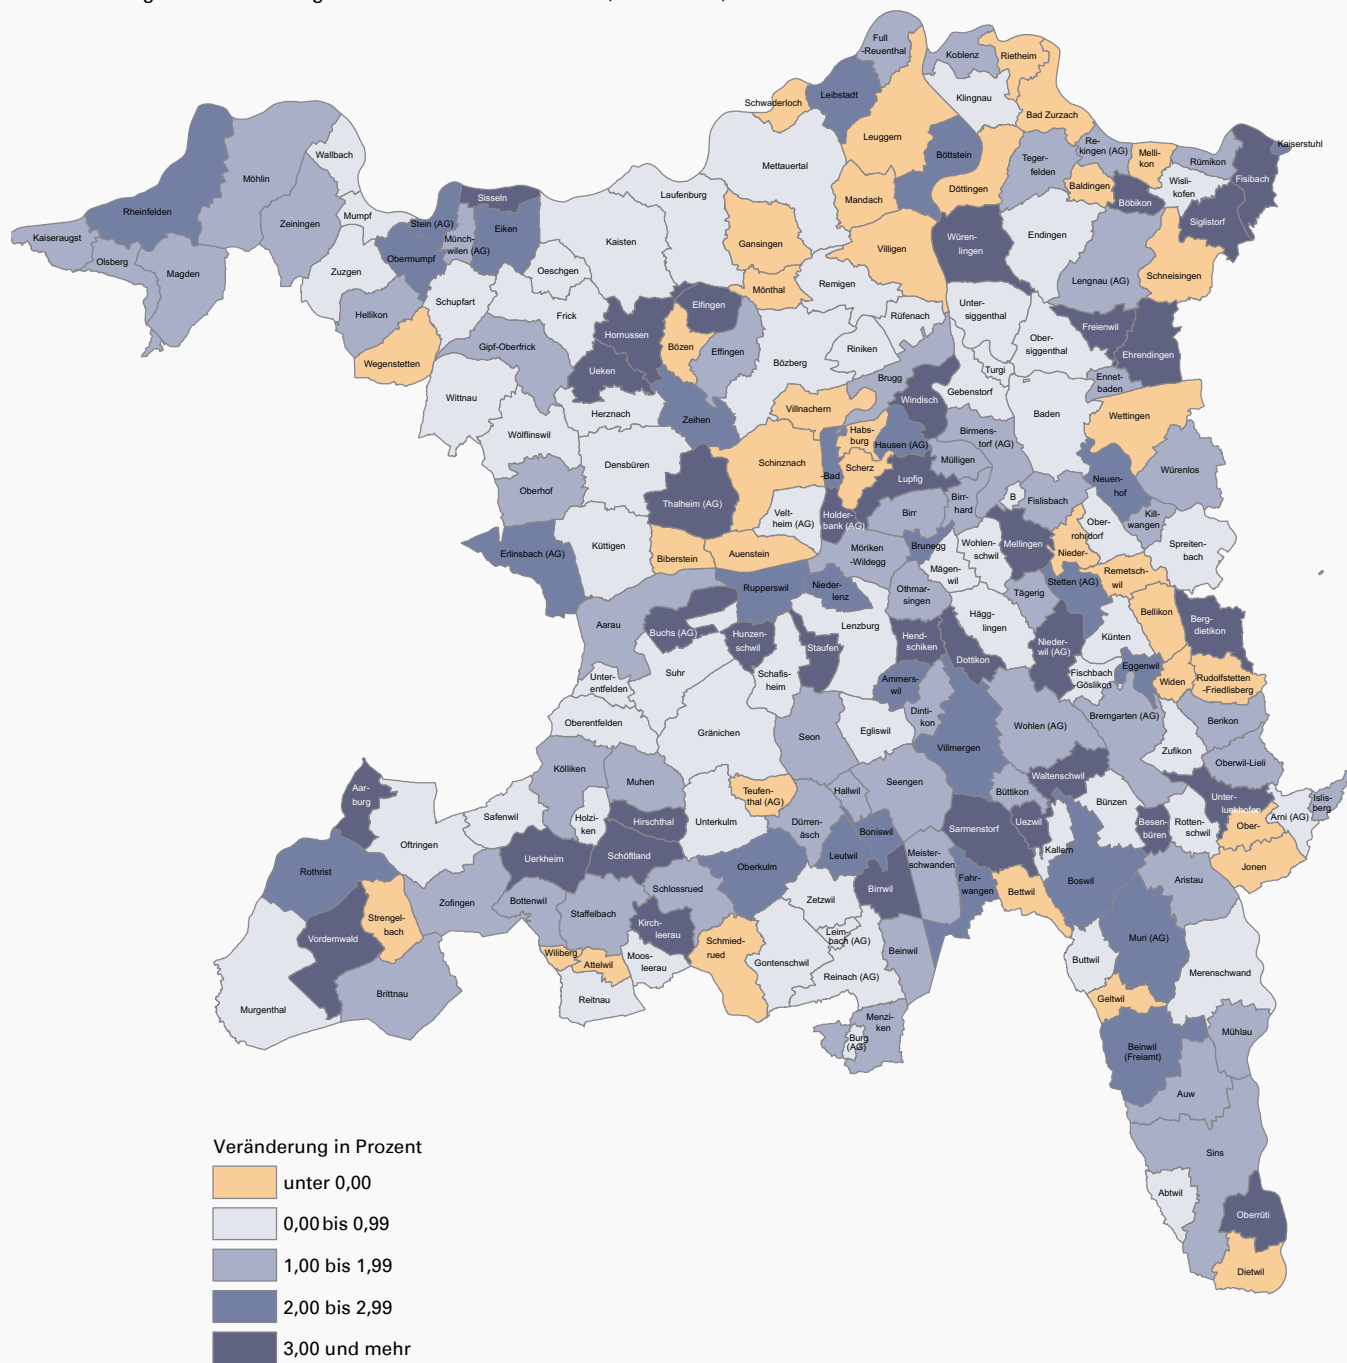 Full
-Reuenthal
Koblenz
Rietheim
Schwaderloch
Leibstadt
Klingnau
Bad Zurzach
Leuggern
Kaiserstuhl
Wallbach
Mettauertal
Böttstein
Teger-
felden
Re-
kingen (AG)
Melli-
kon
Rümikon
Fisibach
Möhlin
Laufenburg
Mandach
Döttingen
Baldingen
Böbikon
Wisli-
kofen
Siglistorf
Rheinfelden
Sisseln
Stein (AG)
Eiken
Mumpf
Zeiningen
Kaiseraugst
Olsberg
Magden
Münch-
wilen (AG)
Obermumpf
Kaisten
Gansingen
Villigen
Würen-
lingen
Endingen
Zuzgen
Oeschgen
Mönthal
Remigen
Lengnau (AG)
Schneisingen
Hellikon
Schupfart
Frick
Elfingen
Rüfenach
Unter-
siggenthal
Freienwil
Wegenstetten
Gipf-Oberfrick
Hornussen
Bözen
Effingen
Bözberg
Riniken
Ober-
siggenthal
Ehrendingen
Ueken
Turgi
Brugg
Gebenstorf
Ennet-
baden
Wittnau
Windisch
Herznach
Zeihen
Villnachern
Baden
Wettingen
Wölflinswil
Habs-
burg
Hausen (AG)
Birmens-
torf (AG)
Densbüren
Schinznach
-Bad
Scherz
Mülligen
Würenlos
Oberhof
Lupfig
Neuen-
hof
Thalheim (AG)
Velt-
heim (AG)
Holder-
bank (AG)
Birr
Birr-
hard
B
Fislisbach
Kill-
wangen
Ober-
rohrdorf
Nieder-
Spreiten-
bach
Erlinsbach (AG)
Küttigen
Biberstein
Auenstein
Möriken
-Wildegg
Brunegg
Wohlen-
schwil
Mellingen
Mägen-
wil
Remetsch-
wil
Stetten (AG)
Rupperswil
Nieder-
lenz
Othmar-
singen
Tägerig
Bellikon
Berg-
dietikon
Aarau
Buchs (AG)
Hunzen-
schwil
Staufen
Lenzburg
Hend-
schiken
Hägg-
lingen
Dottikon
Nieder-
wil (AG)
Künten
Unter-
entfelden
Suhr
Schafis-
heim
Ammers-
wil
Fischbach
-Göslikon
Eggenwil
Widen
Rudolfstetten
-Friedlisberg
Oberentfelden
Gränichen
Seon
Egliswil
Dinti-
kon
Wohlen (AG)
Bremgarten (AG)
Berikon
Villmergen
Zufikon
Kölliken
Muhen
Oberwil-Lieli
Aar-
burg
Teufen-
thal (AG)
Hallwil
Seengen
Büttikon
Waltenschwil
Bünzen
Unter-
lunkhofen
Islis-
berg
Safenwil
Holzi-
ken
Hirschthal
Unterkulm
Dürren-
äsch
Boniswil
Sarmenstorf
Uezwil
Besen-
büren
Rotten-
schwil
Ober-
Arni (AG)
Oftringen
Uerkheim
Schöftland
Leutwil
Meister-
schwanden
Kallern
Rothrist
Oberkulm
Jonen
Zofingen
Bottenwil
Schlossrued
Birrwil
Fahr-
wangen
Bettwil
Boswil
Aristau
Strengel-
bach
Staffelbach
Kirch-
leerau
Zetzwil
Vordemwald
Schmied-
rued
Leim-
bach (AG)
Muri (AG)
Wiliberg
Attelwil
Moos-
leerau
Gontenschwil
Reinach (AG)
Beinwil
Buttwil
Merenschwand
Brittnau
Reitnau
Geltwil
Murgenthal
Menzi-
ken
Burg
(AG)
Beinwil
(Freiamt)
Mühlau
Auw
Sins
Abtwil
Oberrüti
Dietwil
Veränderung in Prozent
unter 0,00
0,00 bis 0,99
1,00 bis 1,99
2,00 bis 2,99
3,00 und mehr